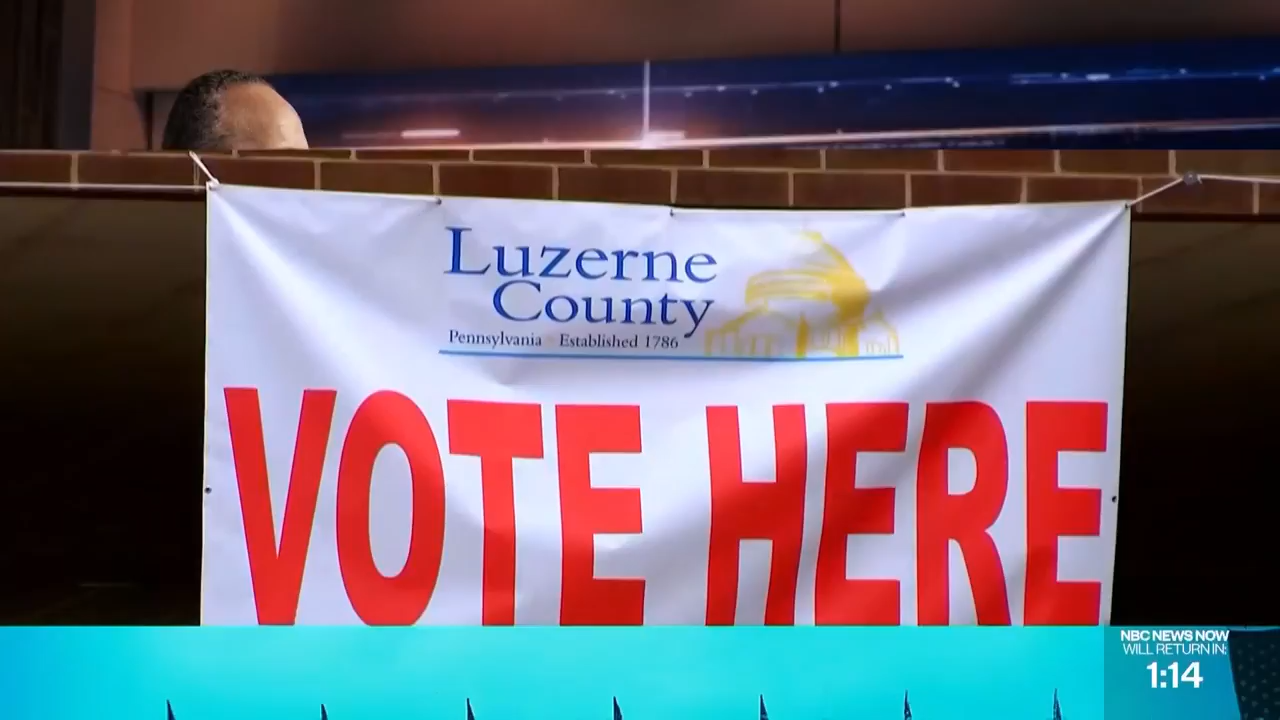 Luzerne
County
Pennsylvania Established 1786
VOTE HERE
NBC NEWS NOW
WILL RETURN IN:
1:14